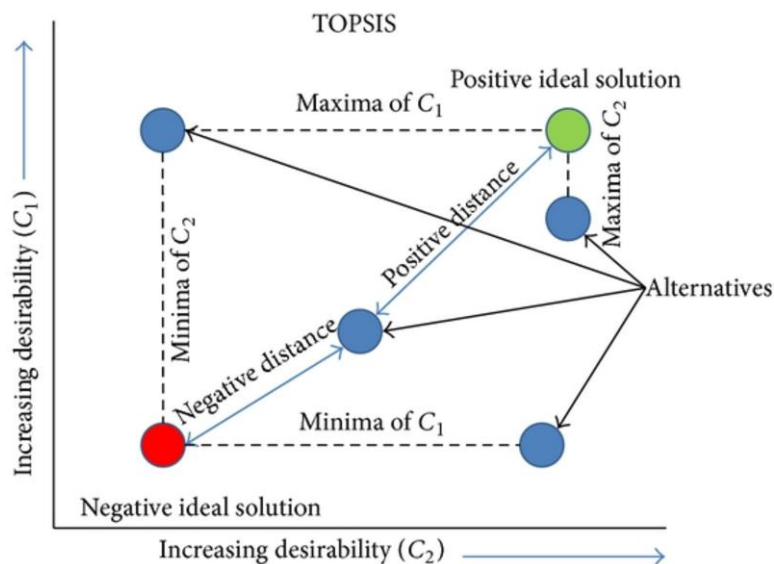 TOPSIS
Positive ideal solution
Maxima of C₁
Maxima of C₂
Increasing desirability (C₁)
Minima of C₂
Positive distance
Alternatives
Negative distance
Minima of C₁
Negative ideal solution
Increasing desirability (C₂)